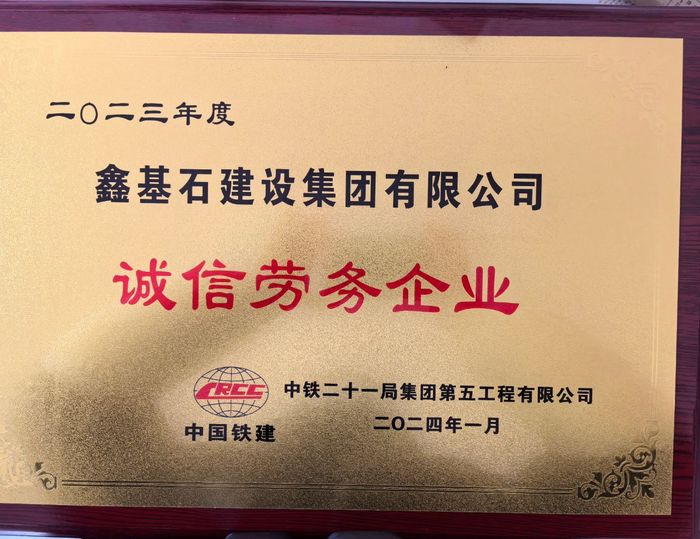 二〇二三年度
鑫基石建设集团有限公司
诚信劳务企业
CRCC
中国铁建
中铁二十一局集团第五工程有限公司
二〇二四年一月